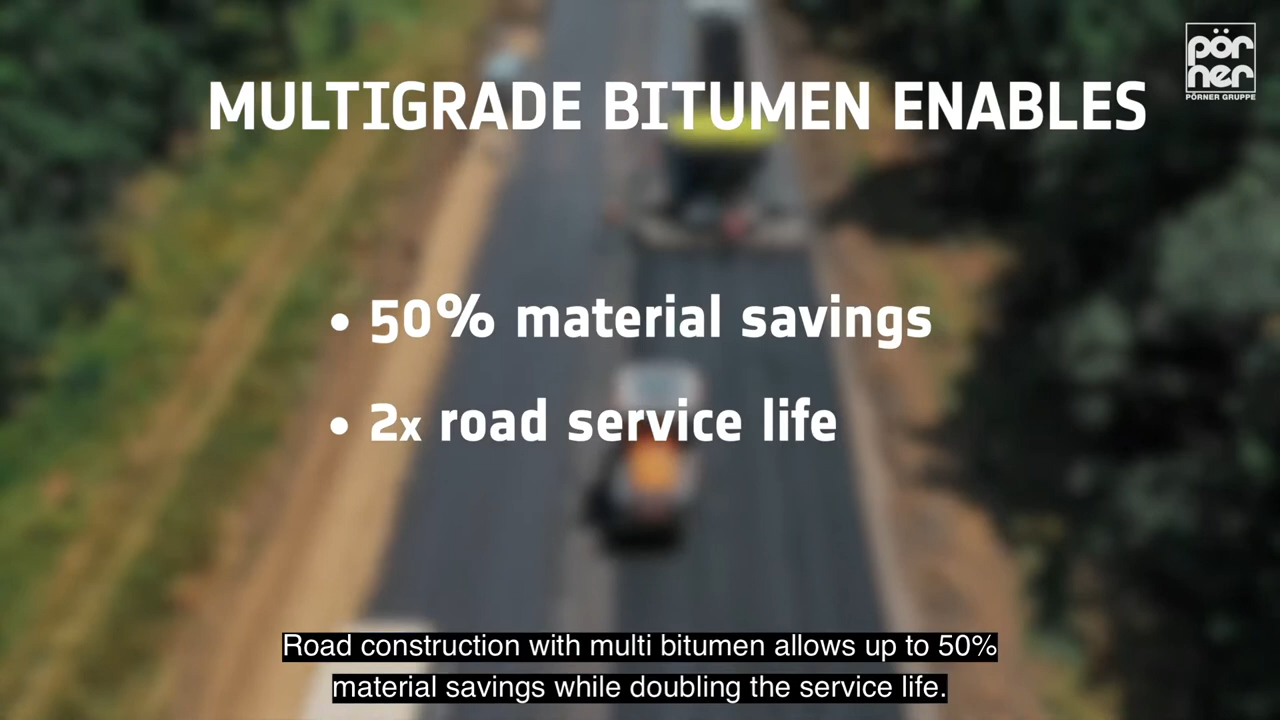 pör
ner
PÖRNER GRUPPE
MULTIGRADE BITUMEN ENABLES
• 50% material savings
• 2x road service life
Road construction with multi bitumen allows up to 50%
material savings while doubling the service life.